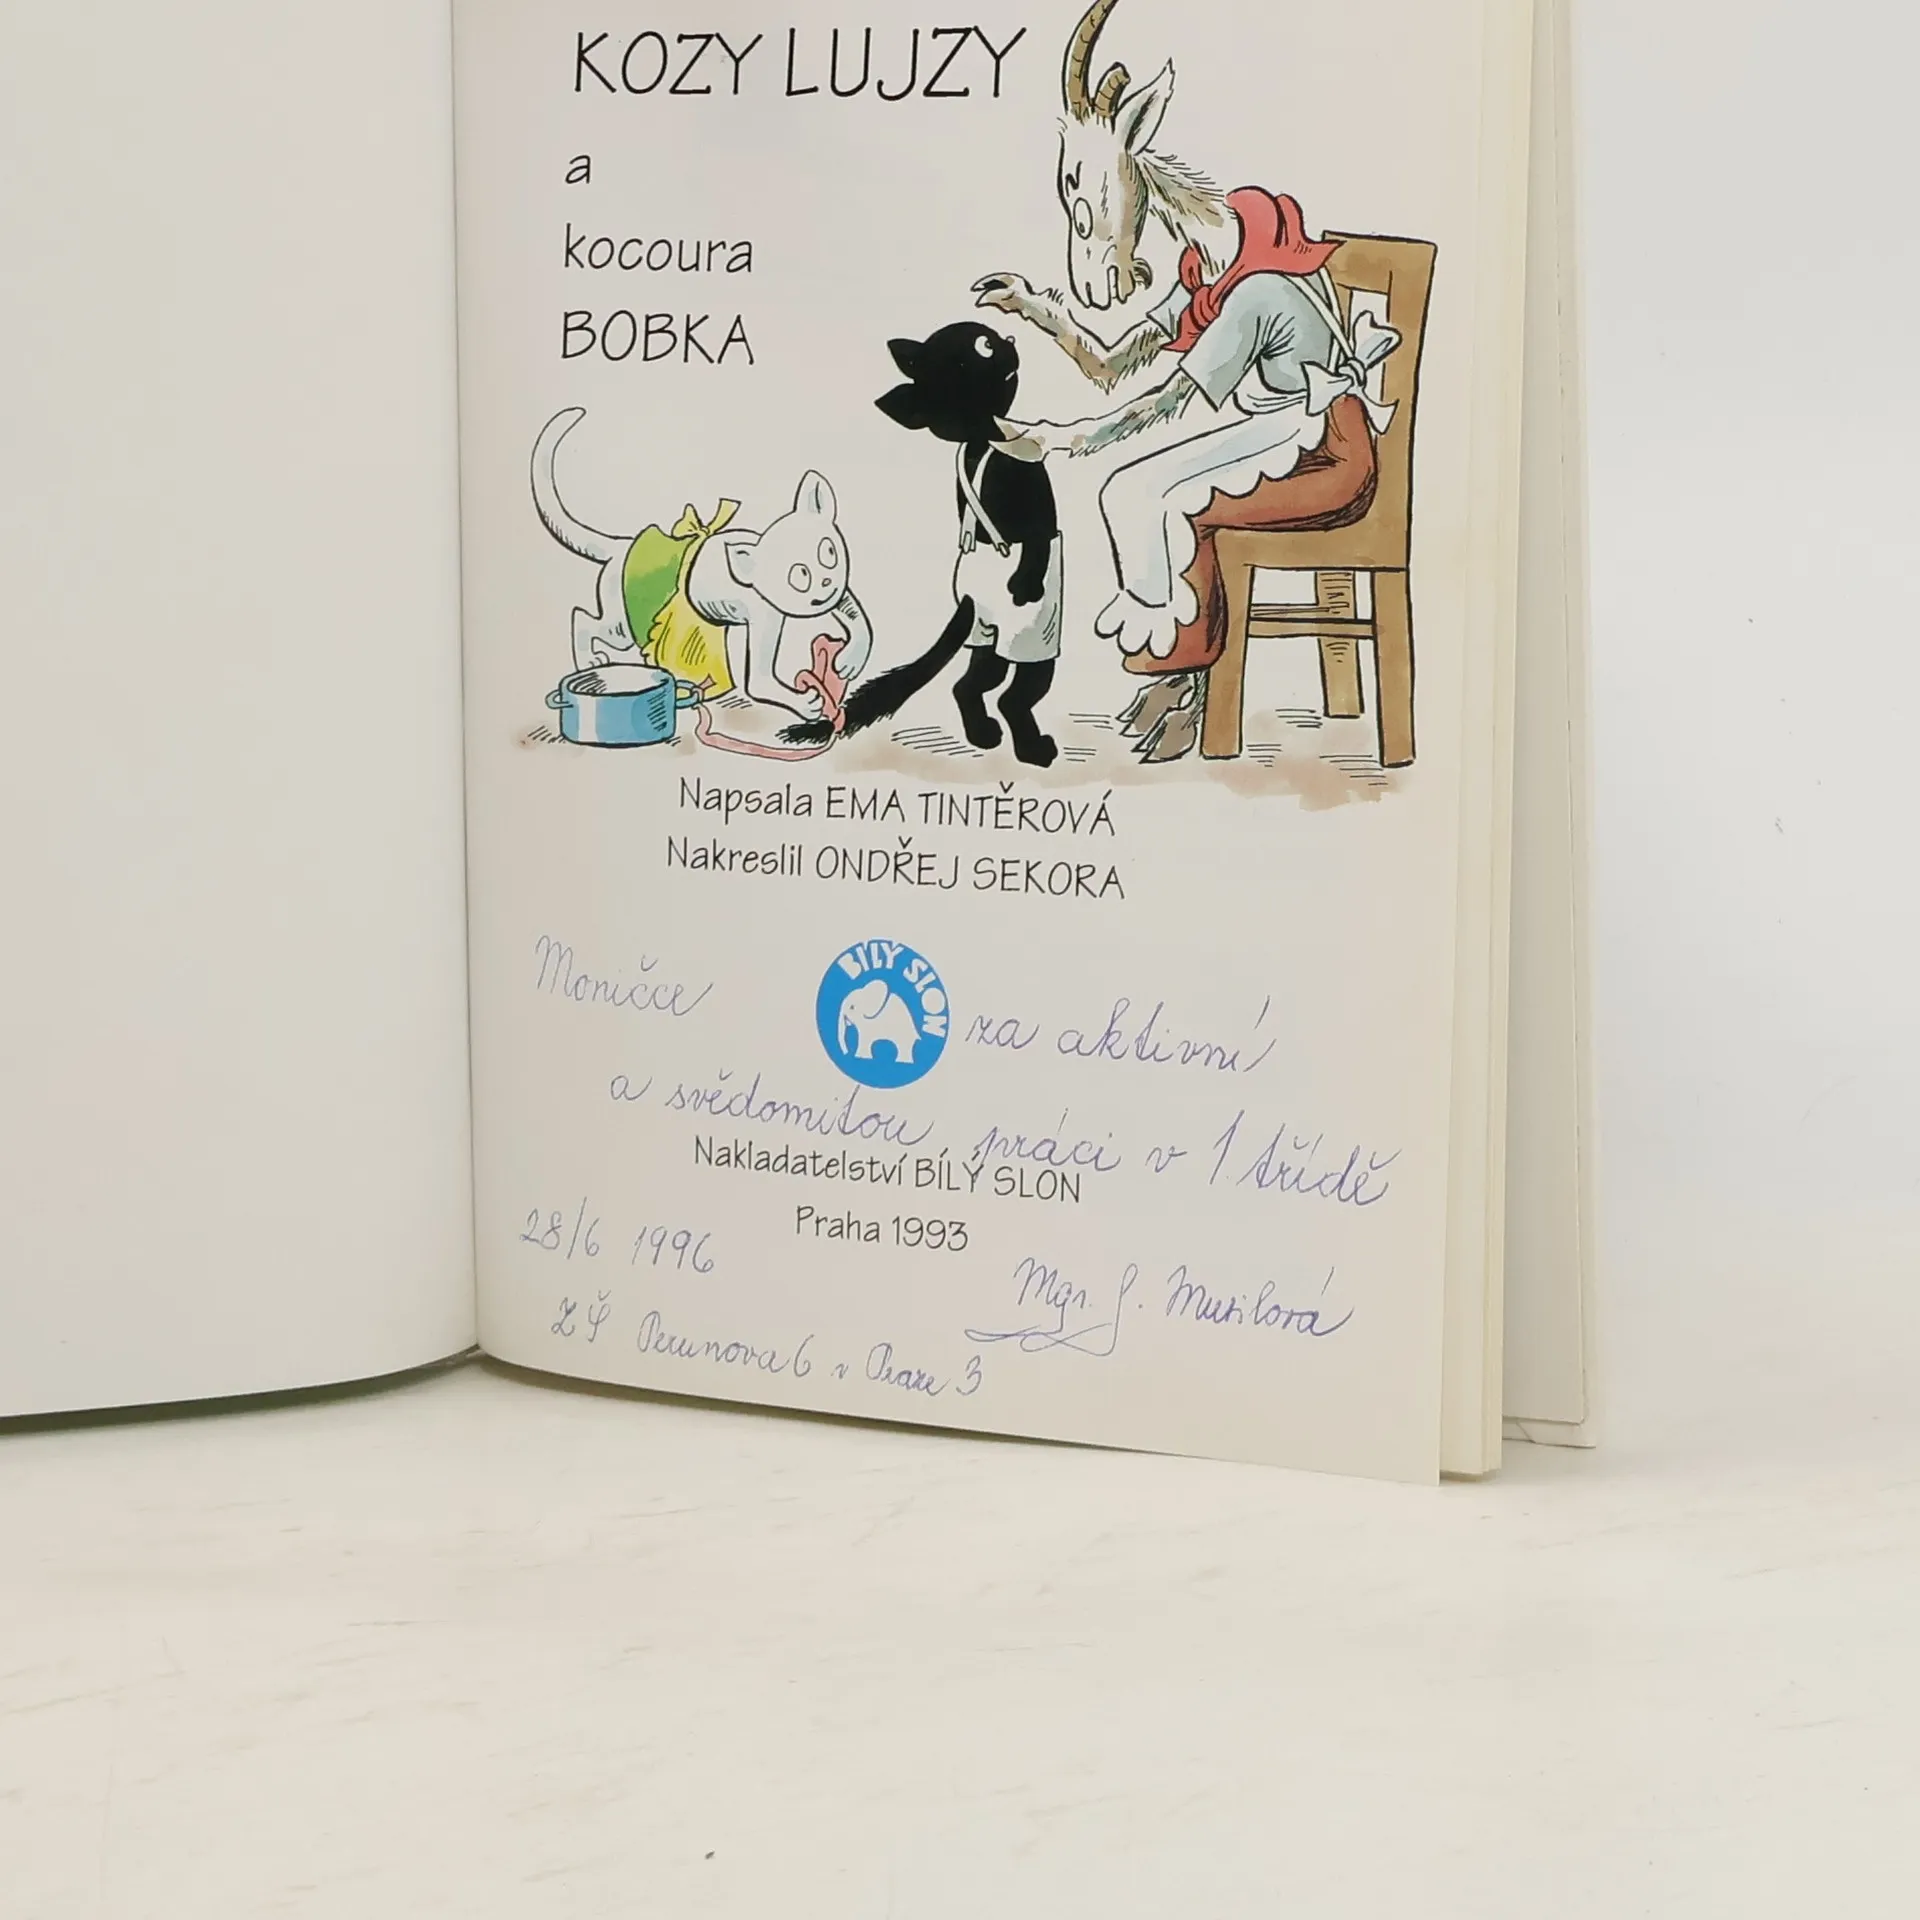 KOZY LUJZY
a
kocoura
BOBKA
Napsala EMA TINTĚROVÁ
Nakreslil ONDŘEJ SEKORA
BÍLÝ SLON
Moničce za aktivní
a svědomitou práci v 1. třídě
Nakladatelství BÍLÝ SLON
Praha 1993
28/6 1996
Mgr. J. Musilová
ZŠ Perunova 6 v Praze 3